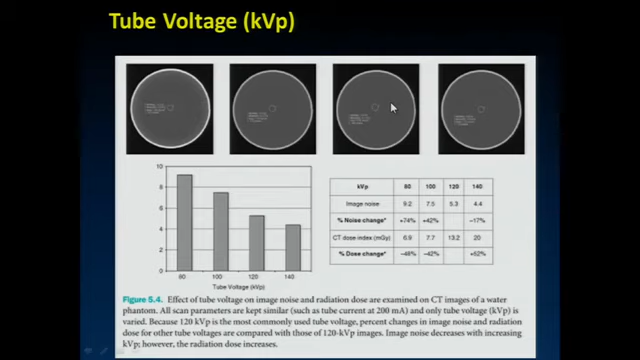 Tube Voltage (kVp)
10
8
6
4
2
0
80 100 120 140
Tube Voltage (kVp)
kVp 80 100 120 140
Image noise 9.2 7.5 5.3 4.4
% Noise change* +74% +42% −17%
CT dose index (mGy) 6.9 7.7 13.2 20
% Dose change* −48% −42% +52%
Figure 5.4. Effect of tube voltage on image noise and radiation dose are examined on CT images of a water
phantom. All scan parameters are kept similar (such as tube current at 200 mA) and only tube voltage (kVp) is
varied. Because 120 kVp is the most commonly used tube voltage, percent changes in image noise and radiation
dose for other tube voltages are compared with those of 120-kVp images. Image noise decreases with increasing
kVp; however, the radiation dose increases.